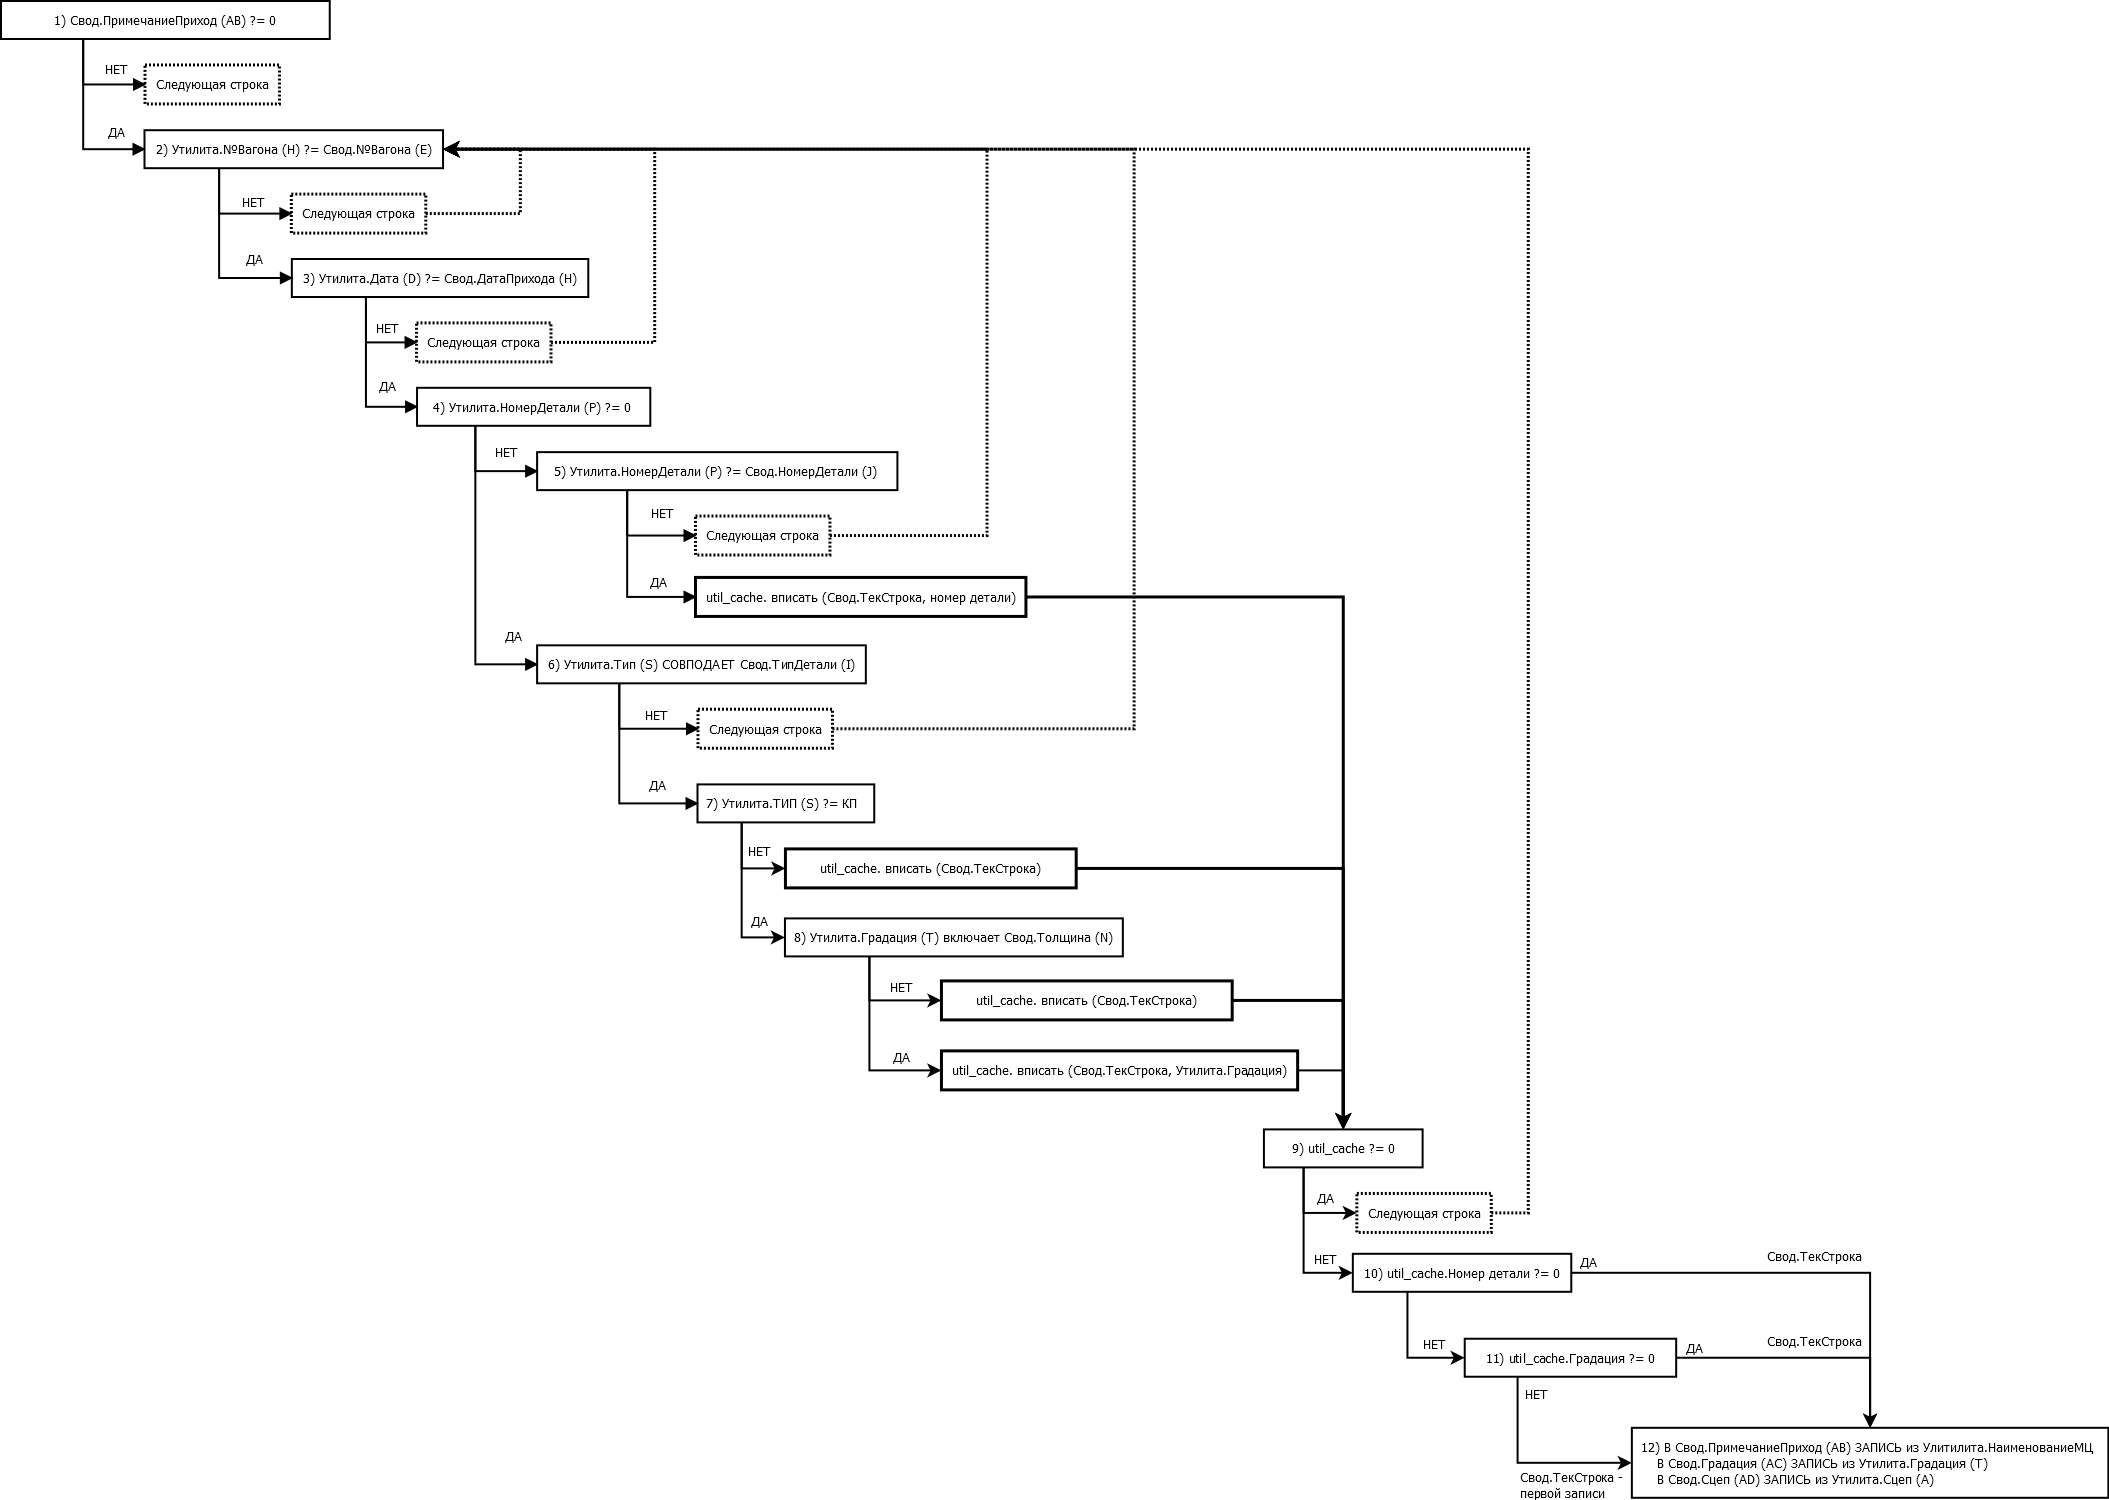 1) Свод.ПримечаниеПриход (AB) ?= 0
НЕТ
Следующая строка
ДА
2) Утилита.№Вагона (H) ?= Свод.№Вагона (E)
НЕТ
Следующая строка
ДА
3) Утилита.Дата (D) ?= Свод.ДатаПрихода (H)
НЕТ
Следующая строка
ДА
4) Утилита.НомерДетали (P) ?= 0
НЕТ
5) Утилита.НомерДетали (P) ?= Свод.НомерДетали (J)
НЕТ
Следующая строка
ДА
util_cache. вписать (Свод.ТекСтрока, номер детали)
ДА
6) Утилита.Тип (S) СОВПОДАЕТ Свод.ТипДетали (I)
НЕТ
Следующая строка
ДА
7) Утилита.ТИП (S) ?= КП
НЕТ
util_cache. вписать (Свод.ТекСтрока)
ДА
8) Утилита.Градация (T) включает Свод.Толщина (N)
НЕТ
util_cache. вписать (Свод.ТекСтрока)
ДА
util_cache. вписать (Свод.ТекСтрока, Утилита.Градация)
9) util_cache ?= 0
ДА
Следующая строка
НЕТ
10) util_cache.Номер детали ?= 0
ДА
Свод.ТекСтрока
НЕТ
11) util_cache.Градация ?= 0
ДА
Свод.ТекСтрока
НЕТ
Свод.ТекСтрока -
первой записи
12) В Свод.ПримечаниеПриход (AB) ЗАПИСЬ из Улитилита.НаименованиеМЦ
В Свод.Градация (AC) ЗАПИСЬ из Утилита.Градация (T)
В Свод.Сцеп (AD) ЗАПИСЬ из Утилита.Сцеп (A)